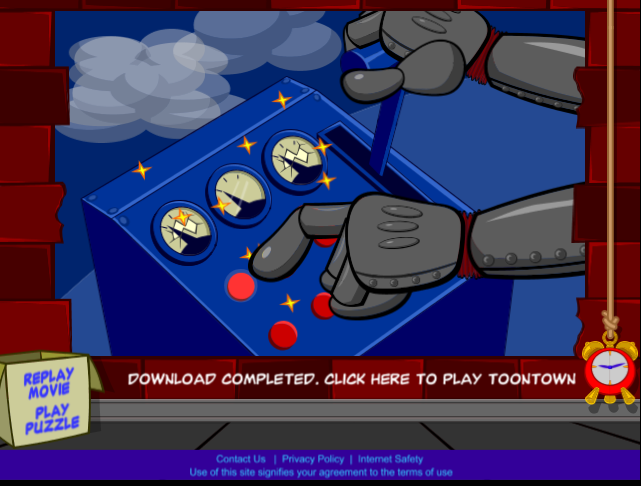 DOWNLOAD COMPLETED. CLICK HERE TO PLAY TOONTOWN
REPLAY
MOVIE
PLAY
PUZZLE
Contact Us | Privacy Policy | Internet Safety
Use of this site signifies your agreement to the terms of use